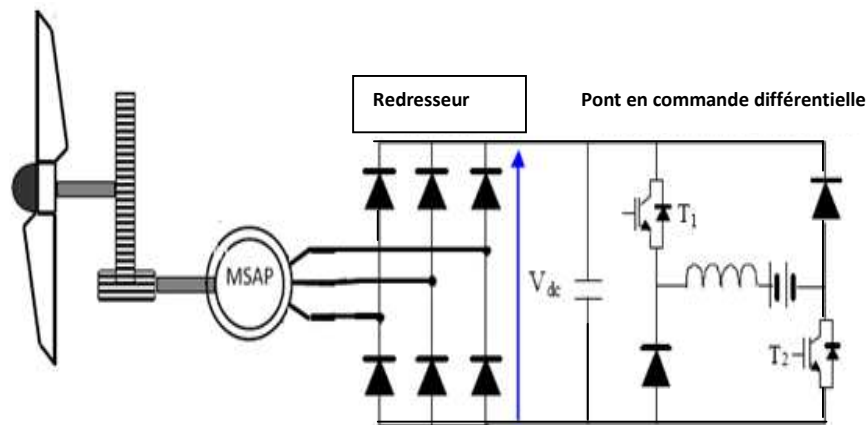 Redresseur
Pont en commande différentielle
MSAP
T1
Vdc
T2